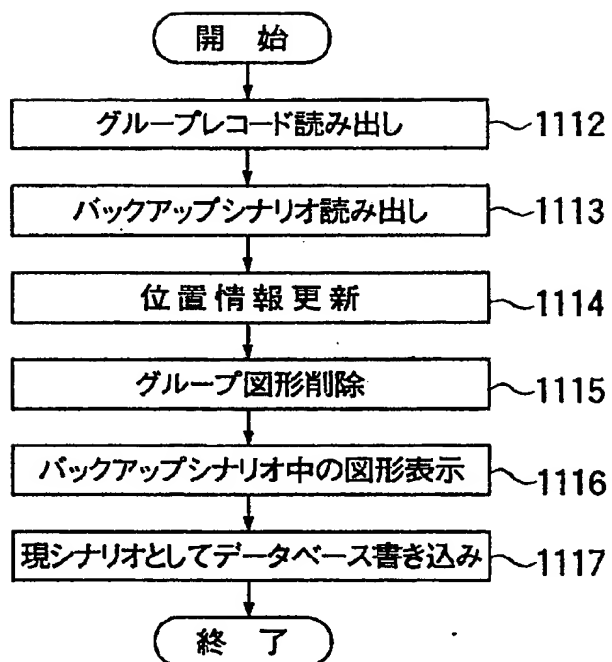 開 始
グループレコード読み出し 1112
バックアップシナリオ読み出し 1113
位置情報更新 1114
グループ図形削除 1115
バックアップシナリオ中の図形表示 1116
現シナリオとしてデータベース書き込み 1117
終 了